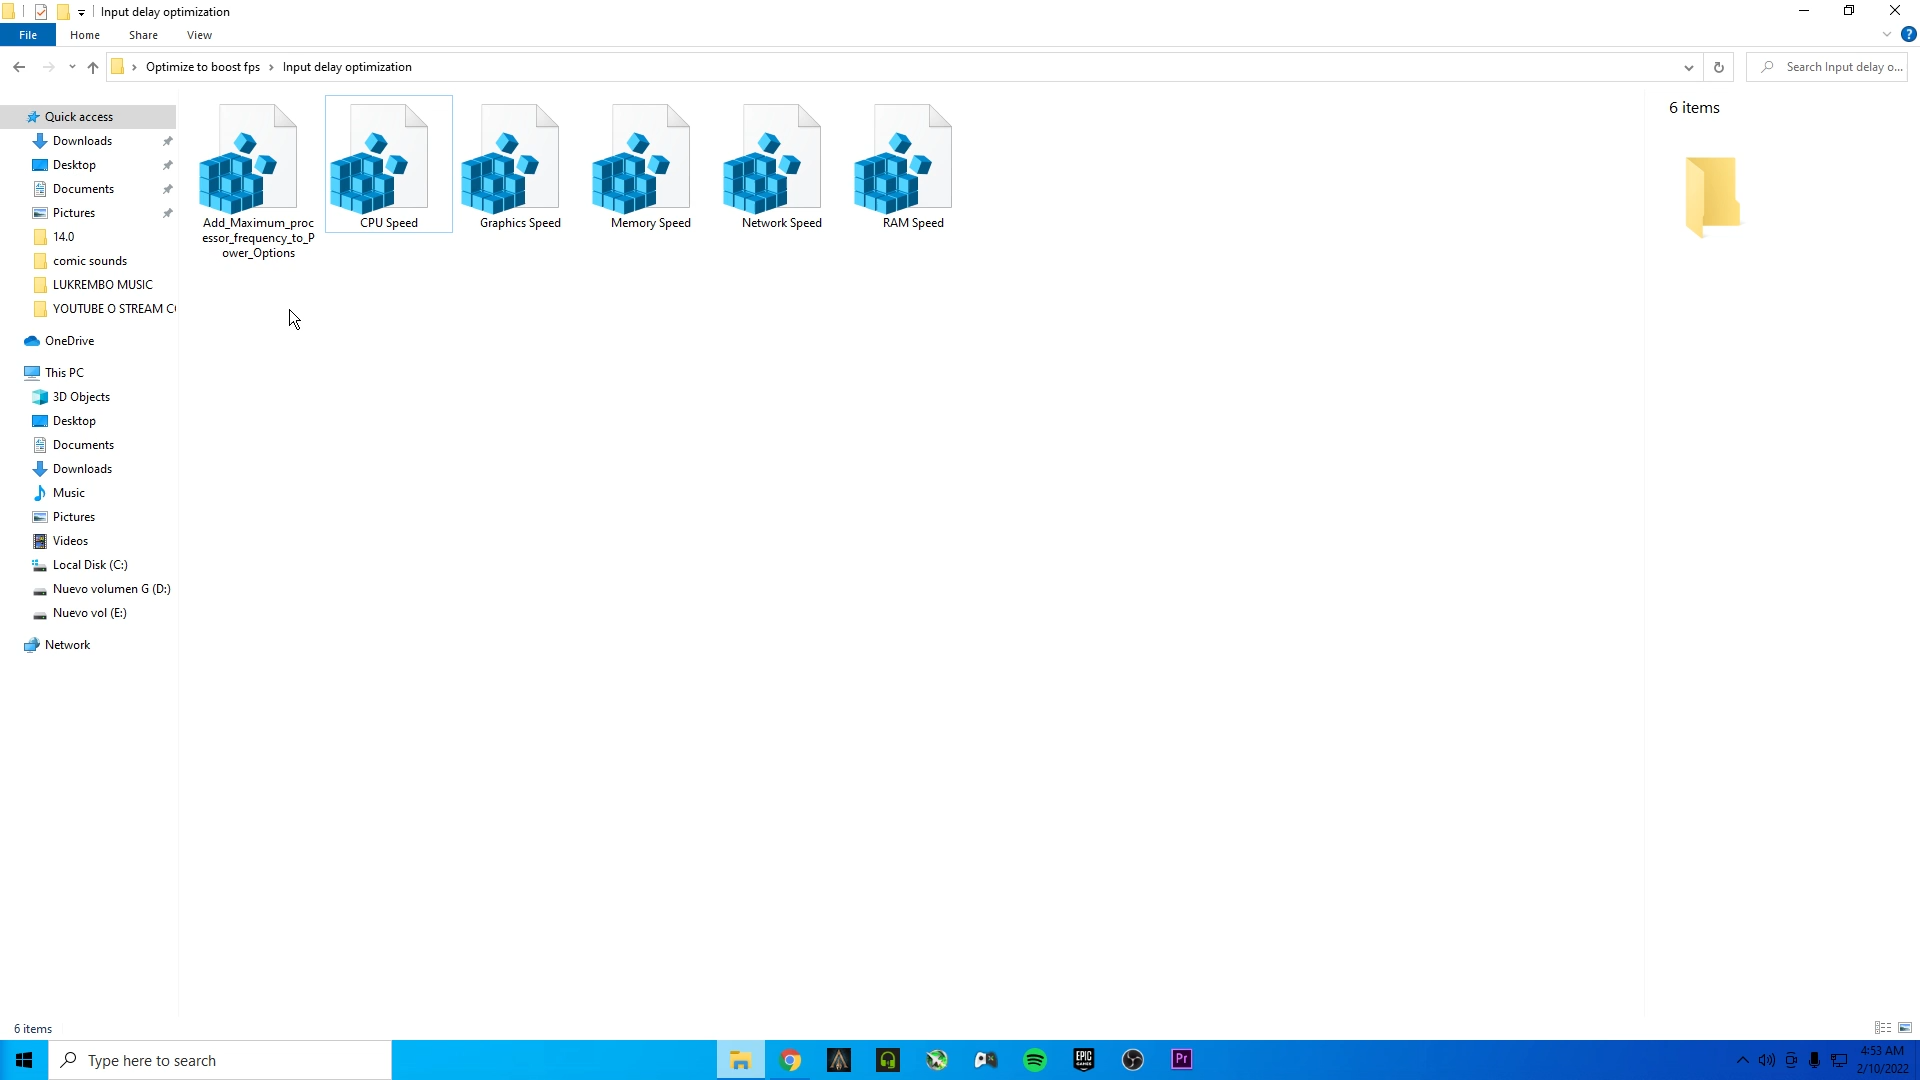 Input delay optimization
File
Home
Share
View
?
Optimize to boost fps
Input delay optimization
Search Input delay o...
Quick access
Downloads
Desktop
Documents
Pictures
14.0
comic sounds
LUKREMBO MUSIC
YOUTUBE O STREAM C
OneDrive
This PC
3D Objects
Desktop
Documents
Downloads
Music
Pictures
Videos
Local Disk (C:)
Nuevo volumen G (D:)
Nuevo vol (E:)
Network
Add_Maximum_proc
essor_frequency_to_P
ower_Options
CPU Speed
Graphics Speed
Memory Speed
Network Speed
RAM Speed
6 items
6 items
Type here to search
EPIC
GAMES
Pr
4:53 AM
2/10/2022